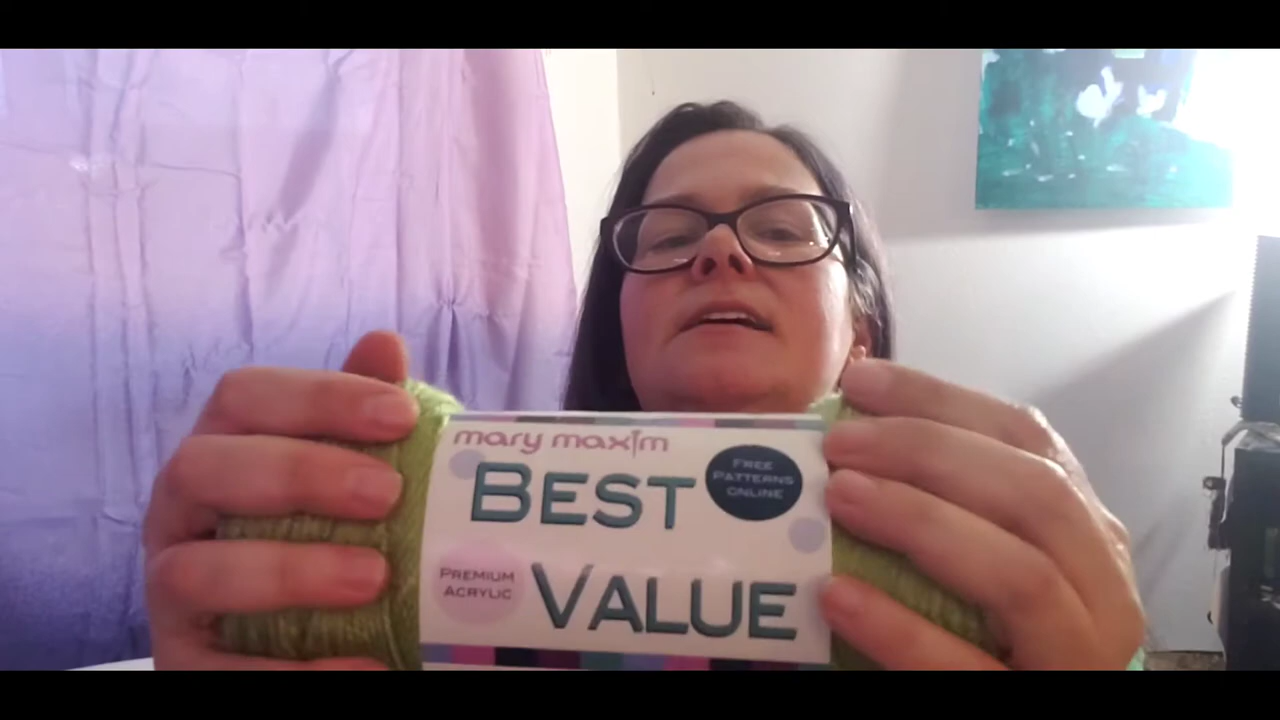 mary maxim
BEST
FREE
PATTERNS
ONLINE
PREMIUM
ACRYLIC
VALUE